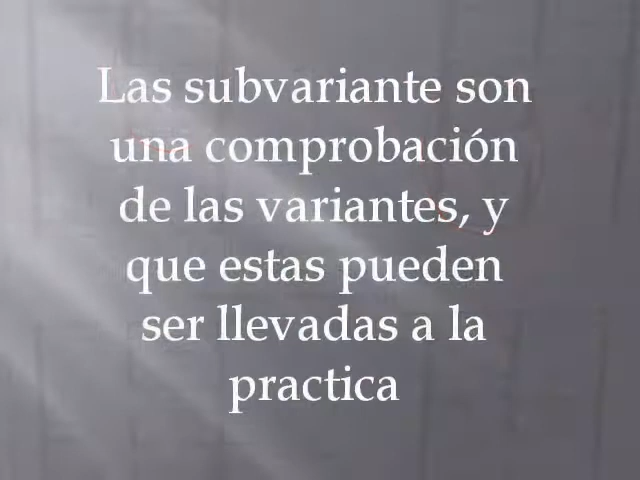 Las subvariante son
una comprobación
de las variantes, y
que estas pueden
ser llevadas a la
practica